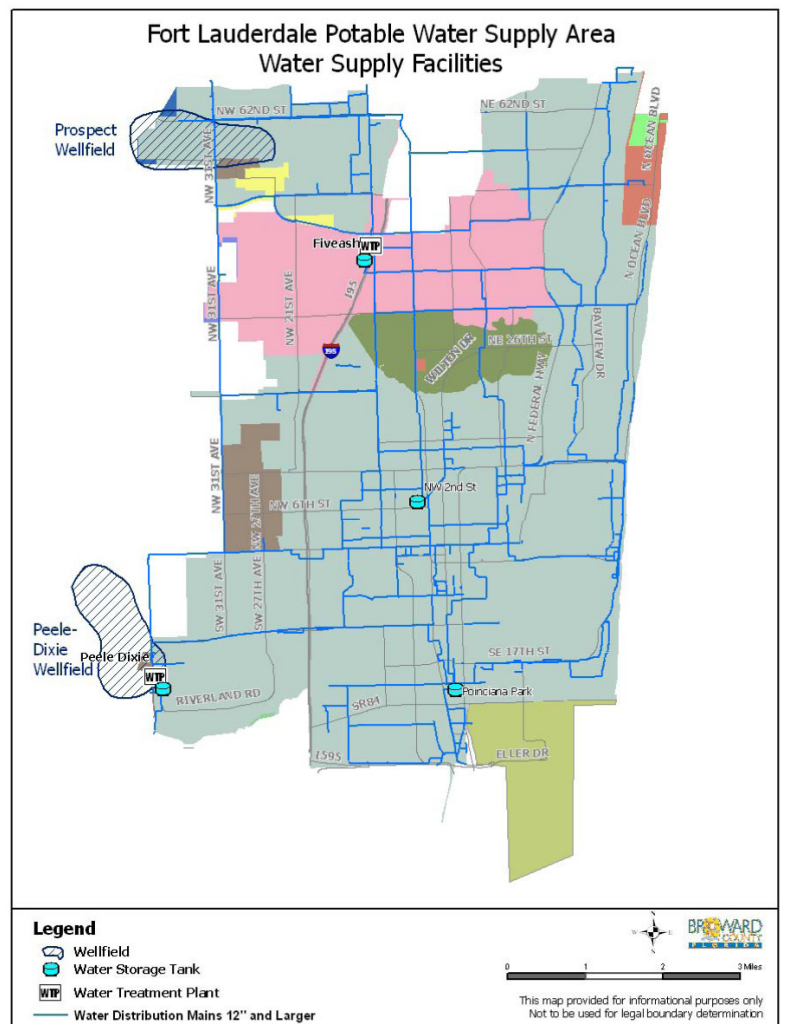 Fort Lauderdale Potable Water Supply Area
Water Supply Facilities
NW 62ND ST
NE 62ND ST
N OCEAN BLVD
Prospect
Wellfield
NW 31ST AVE
N OCEAN BLVD
Fiveash
WTP
NW 31ST AVE
NW 21ST AVE
I95
195
BAYVIEW DR
NE 26TH ST
WILTON DR
N FEDERAL HWY
NW 31ST AVE
NW 27TH AVE
NW 2nd St
NW 6TH ST
SW 31ST AVE
SW 27TH AVE
Peele-
Dixie
Wellfield
Peele Dixie
WTP
SE 17TH ST
RIVERLAND RD
SR84
Poinciana Park
I595
ELLER DR
Legend
Wellfield
Water Storage Tank
WTP Water Treatment Plant
Water Distribution Mains 12" and Larger
W
E
BROWARD
COUNTY
FLORIDA
0 1 2 3 Miles
This map provided for informational purposes only
Not to be used for legal boundary determination